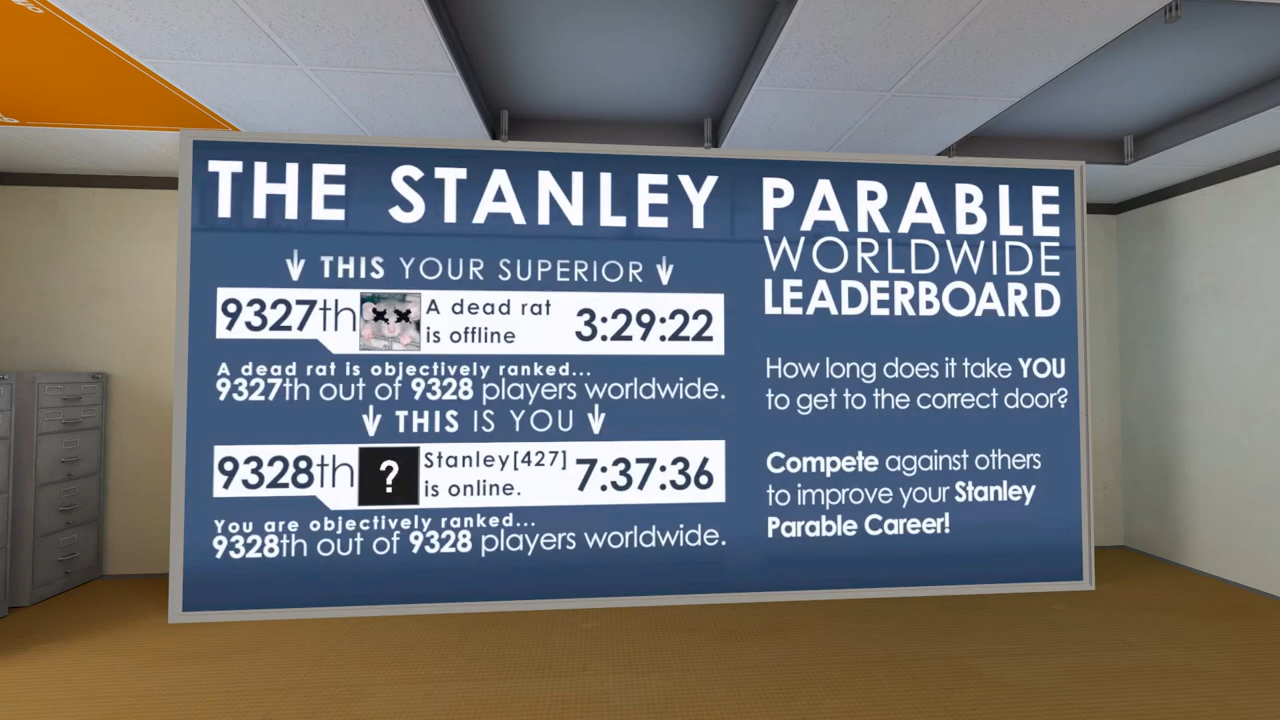 THE STANLEY PARABLE
WORLDWIDE
LEADERBOARD
THIS YOUR SUPERIOR
9327th
A dead rat
is offline
3:29:22
A dead rat is objectively ranked...
9327th out of 9328 players worldwide.
THIS IS YOU
9328th
?
Stanley[427]
is online.
7:37:36
You are objectively ranked...
9328th out of 9328 players worldwide.
How long does it take YOU
to get to the correct door?
Compete against others
to improve your Stanley
Parable Career!